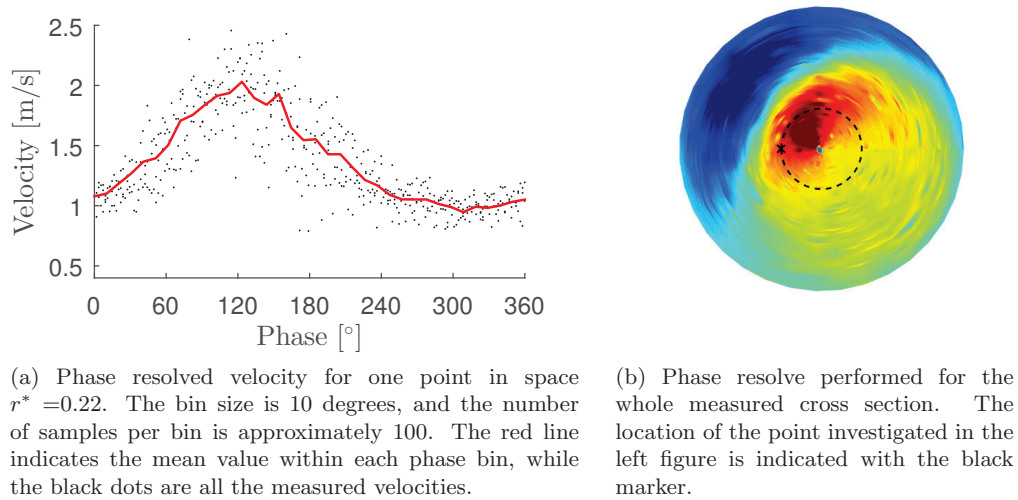 2.5
2
1.5
1
0.5
Velocity [m/s]
0 60 120 180 240 300 360
Phase [°]
(a) Phase resolved velocity for one point in space
r* =0.22. The bin size is 10 degrees, and the number
of samples per bin is approximately 100. The red line
indicates the mean value within each phase bin, while
the black dots are all the measured velocities.
(b) Phase resolve performed for the
whole measured cross section. The
location of the point investigated in the
left figure is indicated with the black
marker.